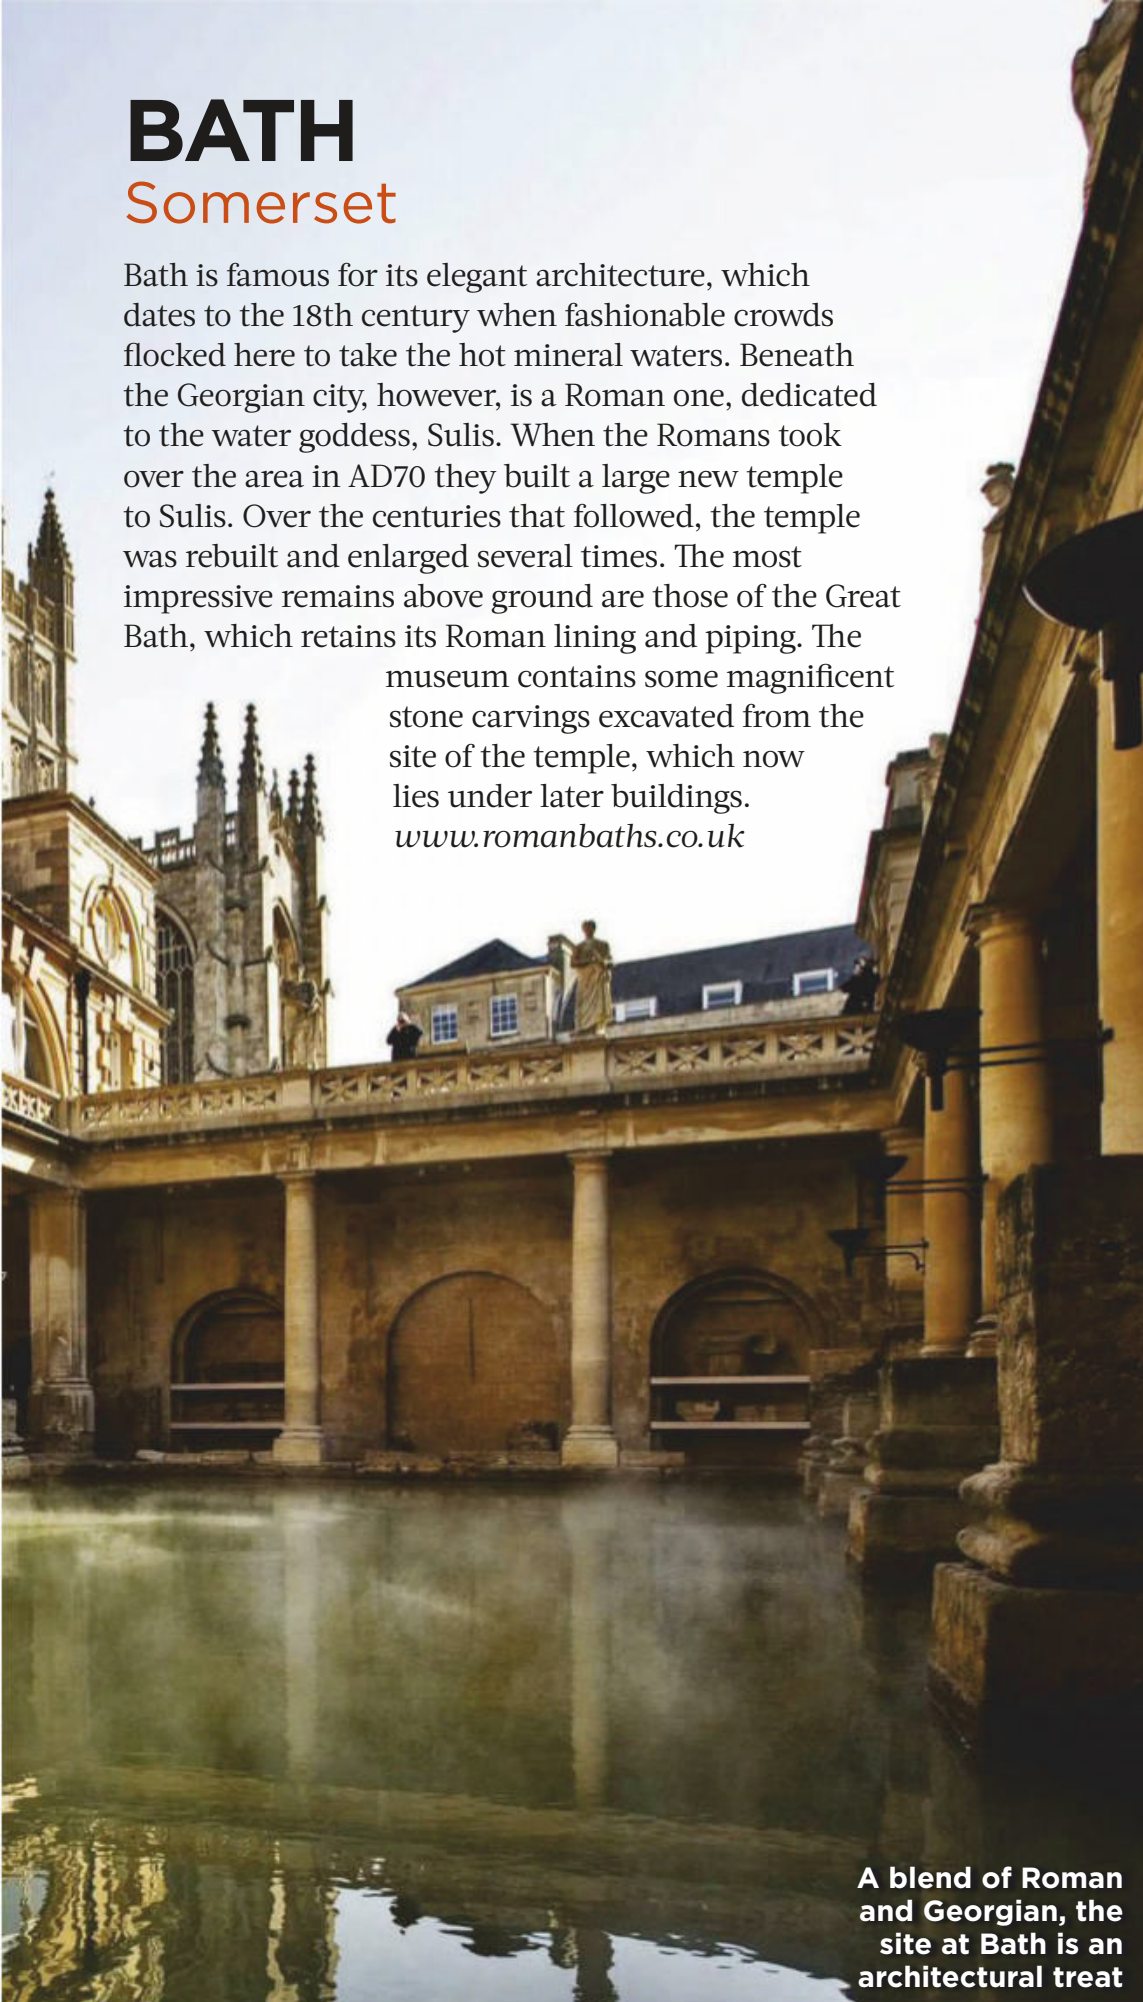 BATH
Somerset
Bath is famous for its elegant architecture, which
dates to the 18th century when fashionable crowds
flocked here to take the hot mineral waters. Beneath
the Georgian city, however, is a Roman one, dedicated
to the water goddess, Sulis. When the Romans took
over the area in AD70 they built a large new temple
to Sulis. Over the centuries that followed, the temple
was rebuilt and enlarged several times. The most
impressive remains above ground are those of the Great
Bath, which retains its Roman lining and piping. The
museum contains some magnificent
stone carvings excavated from the
site of the temple, which now
lies under later buildings.
www.romanbaths.co.uk
A blend of Roman
and Georgian, the
site at Bath is an
architectural treat